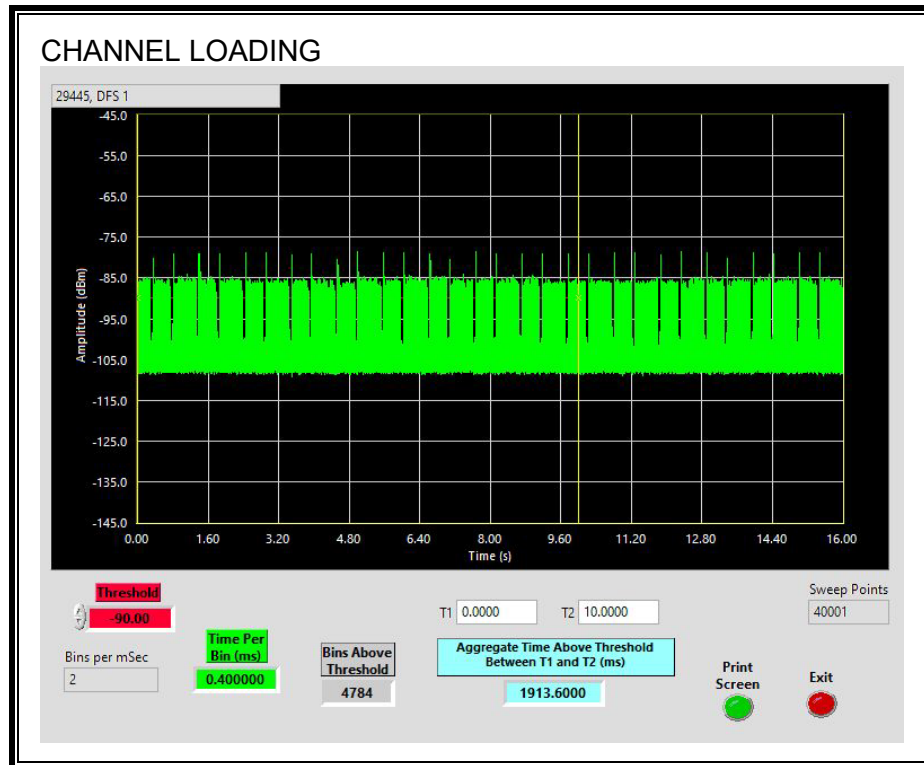 CHANNEL LOADING
29445, DFS 1
-45.0
-55.0
-65.0
-75.0
-85.0
-95.0
-105.0
-115.0
-125.0
-135.0
-145.0
Amplitude (dBm)
0.00 1.60 3.20 4.80 6.40 8.00 9.60 11.20 12.80 14.40 16.00
Time (s)
Threshold
-90.00
Bins per mSec
2
Time Per
Bin (ms)
0.400000
Bins Above
Threshold
4784
T1 0.0000 T2 10.0000
Aggregate Time Above Threshold
Between T1 and T2 (ms)
1913.6000
Sweep Points
40001
Print
Screen
Exit